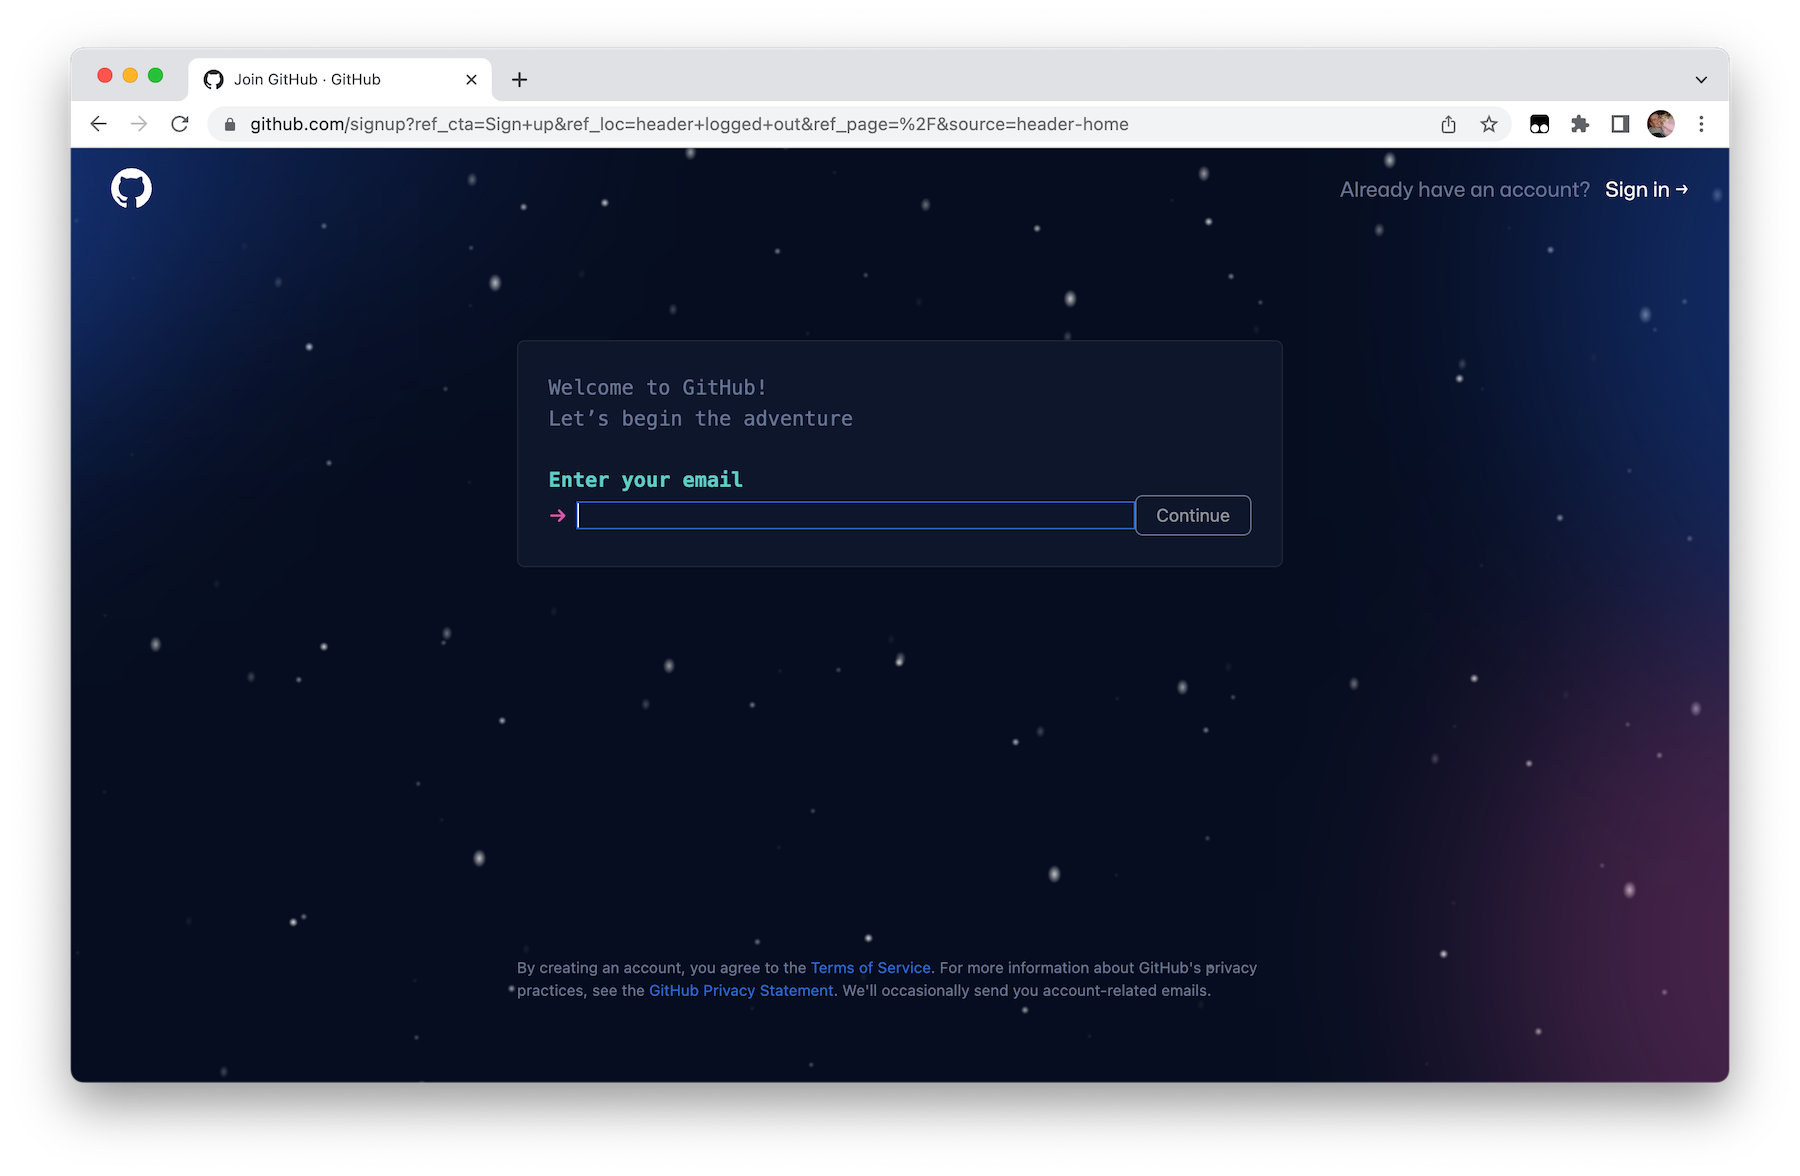 Join GitHub · GitHub
github.com/signup?ref_cta=Sign+up&ref_loc=header+logged+out&ref_page=%2F&source=header-home
Already have an account? Sign in →
Welcome to GitHub!
Let’s begin the adventure
Enter your email
→ Continue
By creating an account, you agree to the Terms of Service. For more information about GitHub's privacy
practices, see the GitHub Privacy Statement. We'll occasionally send you account-related emails.